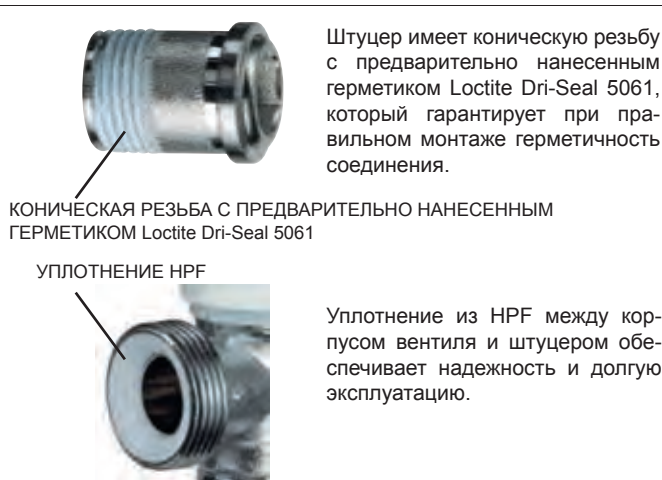 Штуцер имеет коническую резьбу
с предварительно нанесенным
герметиком Loctite Dri-Seal 5061,
который гарантирует при пра-
вильном монтаже герметичность
соединения.
КОНИЧЕСКАЯ РЕЗЬБА С ПРЕДВАРИТЕЛЬНО НАНЕСЕННЫМ
ГЕРМЕТИКОМ Loctite Dri-Seal 5061
УПЛОТНЕНИЕ HPF
Уплотнение из HPF между кор-
пусом вентиля и штуцером обе-
спечивает надежность и долгую
эксплуатацию.